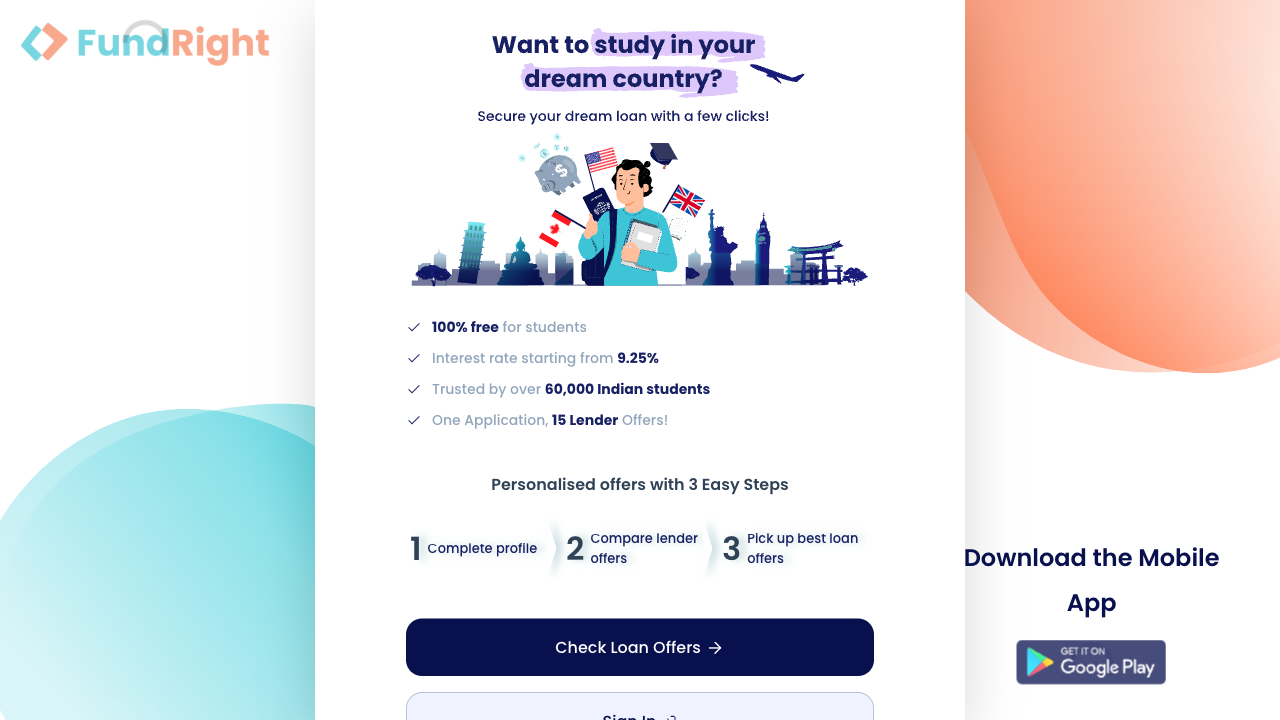 FundRight
Want to study in your
dream country?
Secure your dream loan with a few clicks!
100% free for students
Interest rate starting from 9.25%
Trusted by over 60,000 Indian students
One Application, 15 Lender Offers!
Personalised offers with 3 Easy Steps
1 Complete profile
2 Compare lender
offers
3 Pick up best loan
offers
Check Loan Offers →
Sign In
Download the Mobile
App
GET IT ON
Google Play